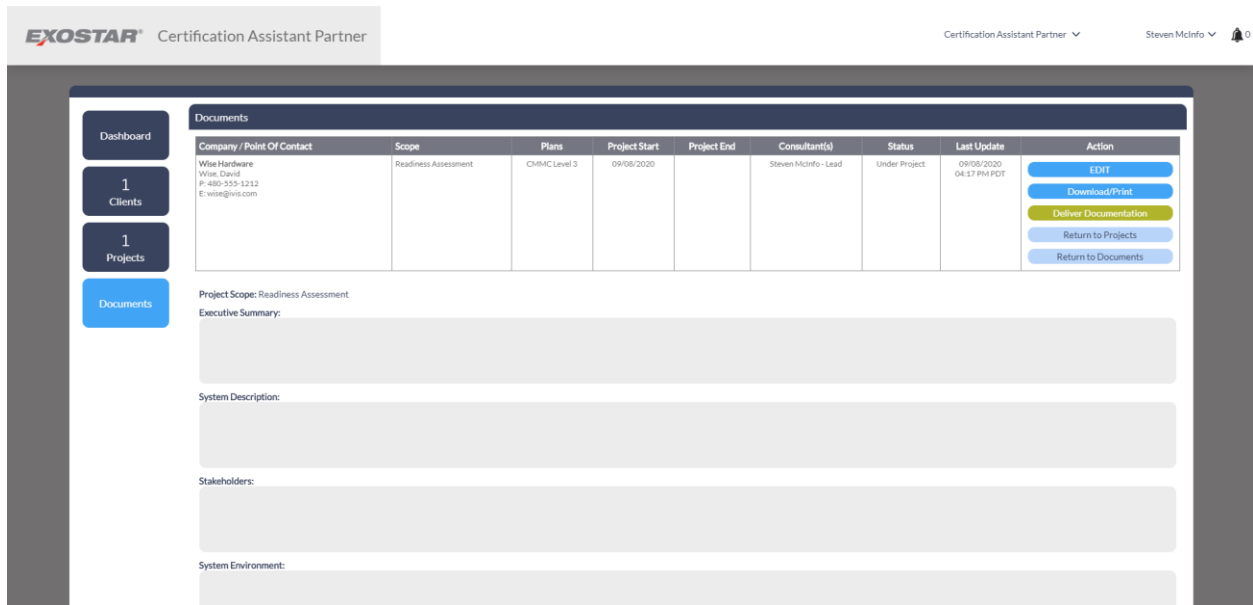 EXOSTAR® Certification Assistant Partner
Certification Assistant Partner
Steven McInfo
0
Dashboard
1
Clients
1
Projects
Documents
Documents
Company / Point Of Contact Scope Plans Project Start Project End Consultant(s) Status Last Update Action
Wise Hardware Readiness Assessment CMMC Level 3 09/08/2020 Steven McInfo - Lead Under Project 09/08/2020
Wise, David 04:17 PM PDT
P: 480-555-1212
E: wise@ivis.com
EDIT
Download/Print
Deliver Documentation
Return to Projects
Return to Documents
Project Scope: Readiness Assessment
Executive Summary:
System Description:
Stakeholders:
System Environment: